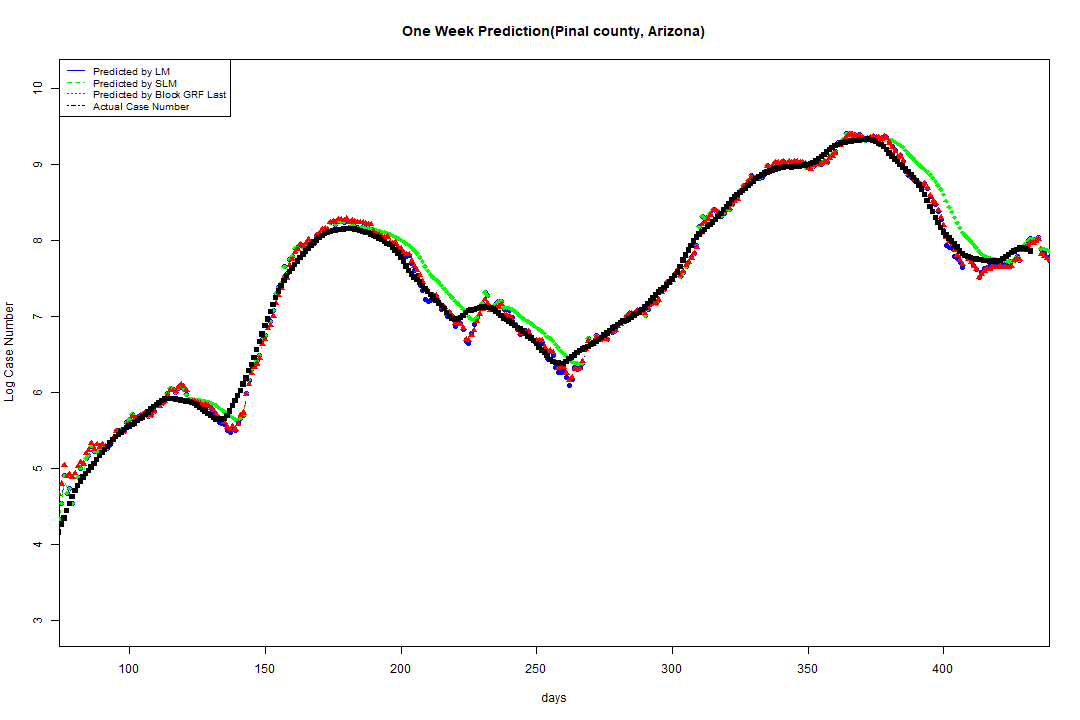 One Week Prediction(Pinal county, Arizona)
Predicted by LM
Predicted by SLM
Predicted by Block GRF Last
Actual Case Number
10
9
8
7
6
5
4
3
Log Case Number
100 150 200 250 300 350 400
days